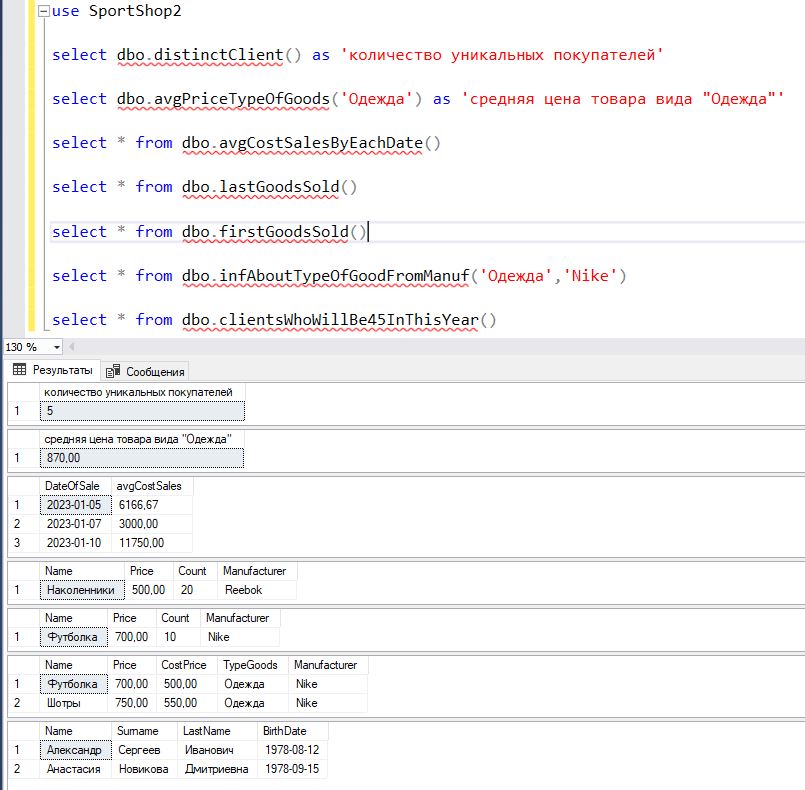 use SportShop2
select dbo.distinctClient() as 'количество уникальных покупателей'
select dbo.avgPriceTypeOfGoods('Одежда') as 'средняя цена товара вида "Одежда"'
select * from dbo.avgCostSalesByEachDate()
select * from dbo.lastGoodsSold()
select * from dbo.firstGoodsSold()
select * from dbo.infAboutTypeOfGoodFromManuf('Одежда','Nike')
select * from dbo.clientsWhoWillBe45InThisYear()
130 %
Результаты Сообщения
количество уникальных покупателей
1 5
средняя цена товара вида "Одежда"
1 870,00
DateOfSale avgCostSales
1 2023-01-05 6166,67
2 2023-01-07 3000,00
3 2023-01-10 11750,00
Name Price Count Manufacturer
1 Наколенники 500,00 20 Reebok
Name Price Count Manufacturer
1 Футболка 700,00 10 Nike
Name Price CostPrice TypeGoods Manufacturer
1 Футболка 700,00 500,00 Одежда Nike
2 Шотры 750,00 550,00 Одежда Nike
Name Surname LastName BirthDate
1 Александр Сергеев Иванович 1978-08-12
2 Анастасия Новикова Дмитриевна 1978-09-15